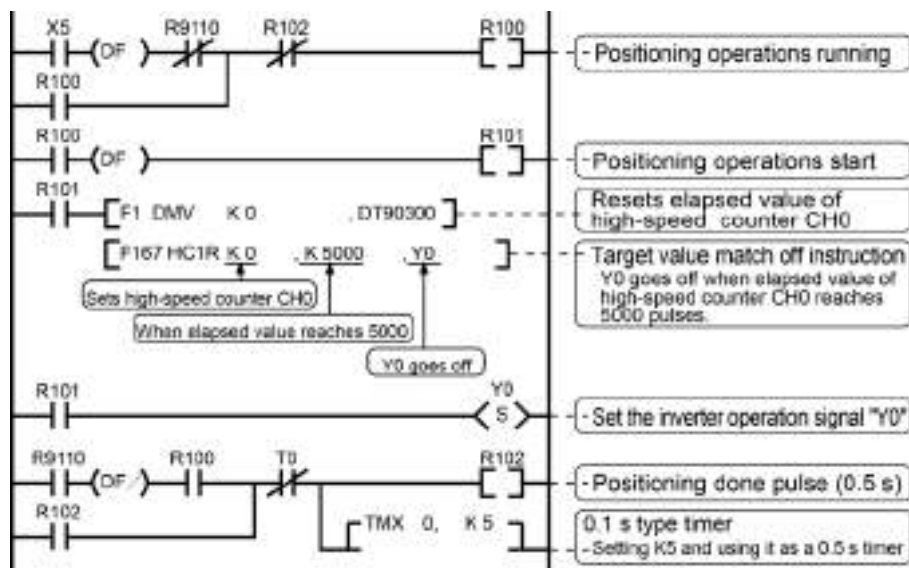 X5 R9110 R102 R100
(DF) Positioning operations running
R100
R100 R101
(DF) Positioning operations start
R101
F1 DMV K 0 , DT90300
Resets elapsed value of
high-speed counter CH0
F167 HC1R K 0 , K 5000 , Y0
Target value match off instruction
Y0 goes off when elapsed value of
high-speed counter CH0 reaches
5000 pulses.
Sets high-speed counter CH0
When elapsed value reaches 5000
Y0 goes off
R101 Y0
S Set the inverter operation signal "Y0"
R9110 R100 T0 R102
(DF/) Positioning done pulse (0.5 s)
R102
TMX 0, K 5
0.1 s type timer
Setting K5 and using it as a 0.5 s timer